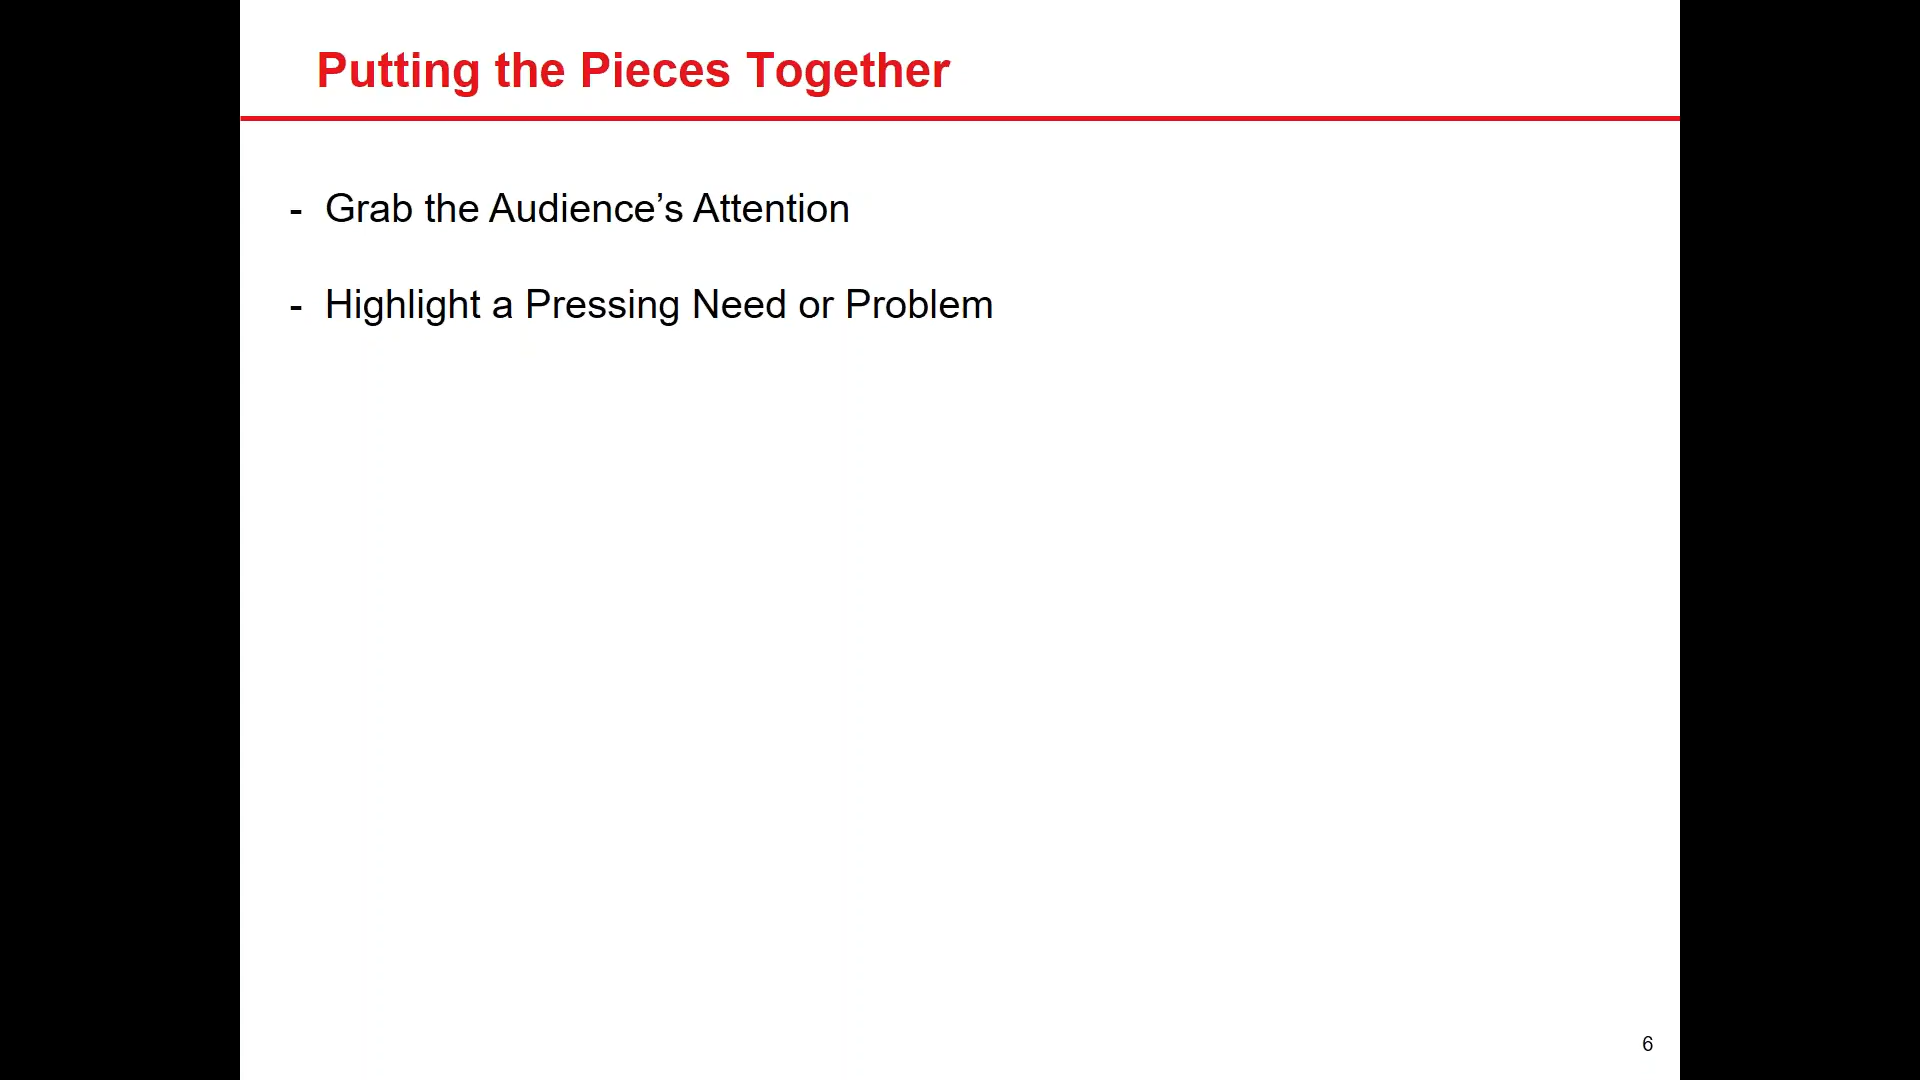 Putting the Pieces Together
- Grab the Audience’s Attention
- Highlight a Pressing Need or Problem
6